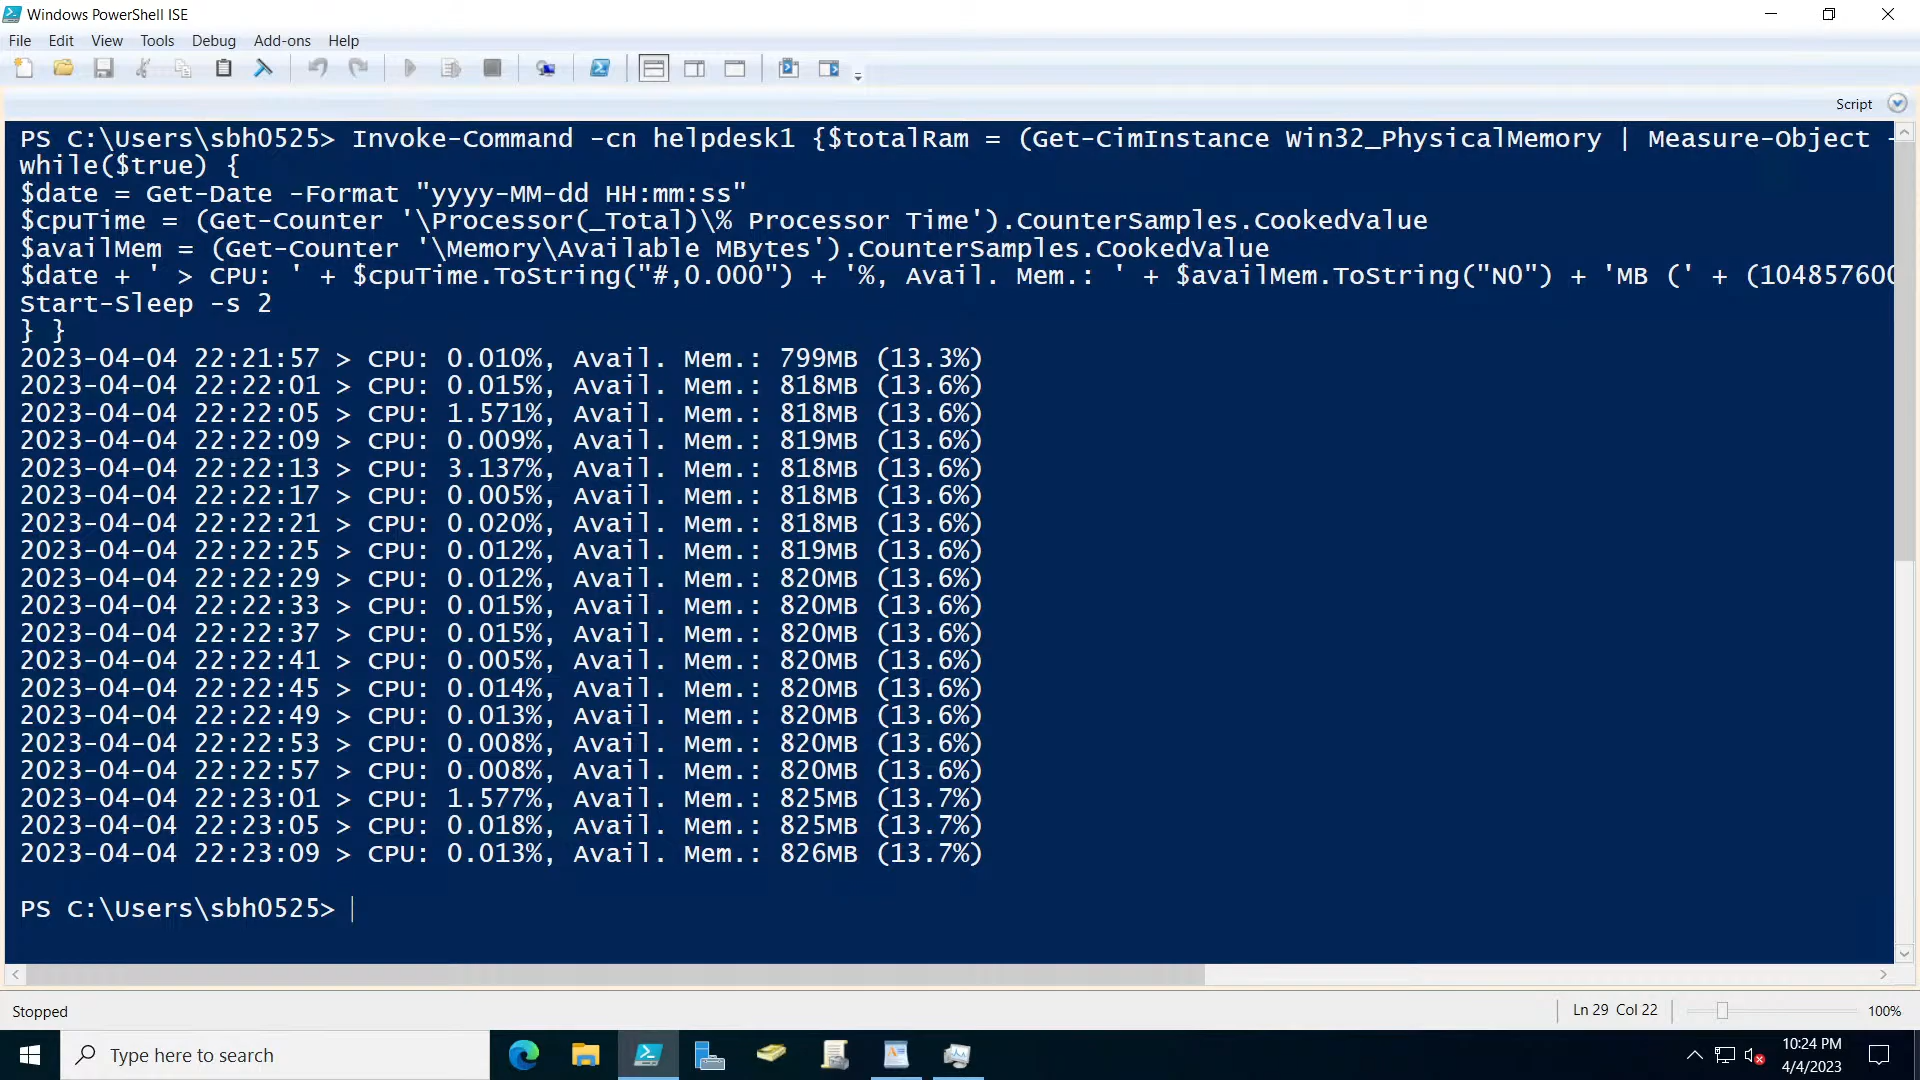 Windows PowerShell ISE
File Edit View Tools Debug Add-ons Help
Script
PS C:\Users\sbh0525> Invoke-Command -cn helpdesk1 {$totalRam = (Get-CimInstance Win32_PhysicalMemory | Measure-Object -
while($true) {
$date = Get-Date -Format "yyyy-MM-dd HH:mm:ss"
$cpuTime = (Get-Counter '\Processor(_Total)\% Processor Time').CounterSamples.CookedValue
$availMem = (Get-Counter '\Memory\Available MBytes').CounterSamples.CookedValue
$date + ' > CPU: ' + $cpuTime.ToString("#,0.000") + '%, Avail. Mem.: ' + $availMem.ToString("N0") + 'MB (' + (104857600
Start-Sleep -s 2
} }
2023-04-04 22:21:57 > CPU: 0.010%, Avail. Mem.: 799MB (13.3%)
2023-04-04 22:22:01 > CPU: 0.015%, Avail. Mem.: 818MB (13.6%)
2023-04-04 22:22:05 > CPU: 1.571%, Avail. Mem.: 818MB (13.6%)
2023-04-04 22:22:09 > CPU: 0.009%, Avail. Mem.: 819MB (13.6%)
2023-04-04 22:22:13 > CPU: 3.137%, Avail. Mem.: 818MB (13.6%)
2023-04-04 22:22:17 > CPU: 0.005%, Avail. Mem.: 818MB (13.6%)
2023-04-04 22:22:21 > CPU: 0.020%, Avail. Mem.: 818MB (13.6%)
2023-04-04 22:22:25 > CPU: 0.012%, Avail. Mem.: 819MB (13.6%)
2023-04-04 22:22:29 > CPU: 0.012%, Avail. Mem.: 820MB (13.6%)
2023-04-04 22:22:33 > CPU: 0.015%, Avail. Mem.: 820MB (13.6%)
2023-04-04 22:22:37 > CPU: 0.015%, Avail. Mem.: 820MB (13.6%)
2023-04-04 22:22:41 > CPU: 0.005%, Avail. Mem.: 820MB (13.6%)
2023-04-04 22:22:45 > CPU: 0.014%, Avail. Mem.: 820MB (13.6%)
2023-04-04 22:22:49 > CPU: 0.013%, Avail. Mem.: 820MB (13.6%)
2023-04-04 22:22:53 > CPU: 0.008%, Avail. Mem.: 820MB (13.6%)
2023-04-04 22:22:57 > CPU: 0.008%, Avail. Mem.: 820MB (13.6%)
2023-04-04 22:23:01 > CPU: 1.577%, Avail. Mem.: 825MB (13.7%)
2023-04-04 22:23:05 > CPU: 0.018%, Avail. Mem.: 825MB (13.7%)
2023-04-04 22:23:09 > CPU: 0.013%, Avail. Mem.: 826MB (13.7%)
PS C:\Users\sbh0525>
Stopped
Ln 29 Col 22
100%
Type here to search
10:24 PM
4/4/2023